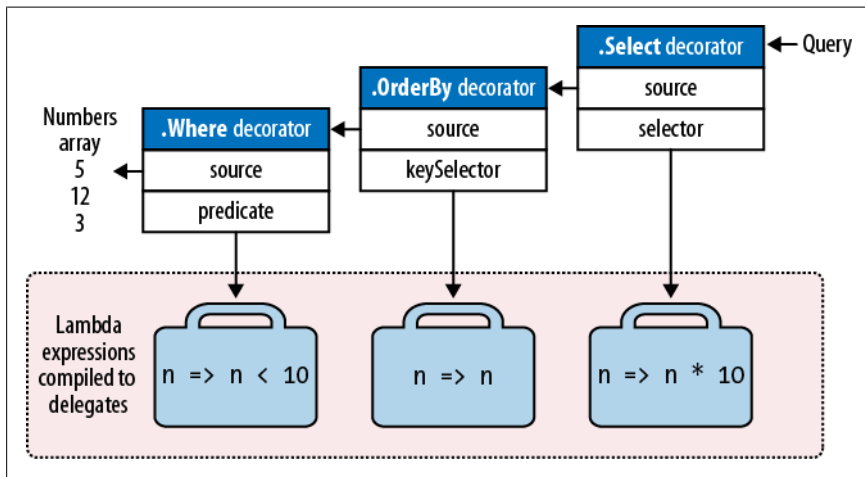 .Select decorator
Query
source
selector
.OrderBy decorator
source
keySelector
.Where decorator
source
predicate
Numbers
array
5
12
3
Lambda
expressions
compiled to
delegates
n => n < 10
n => n
n => n * 10